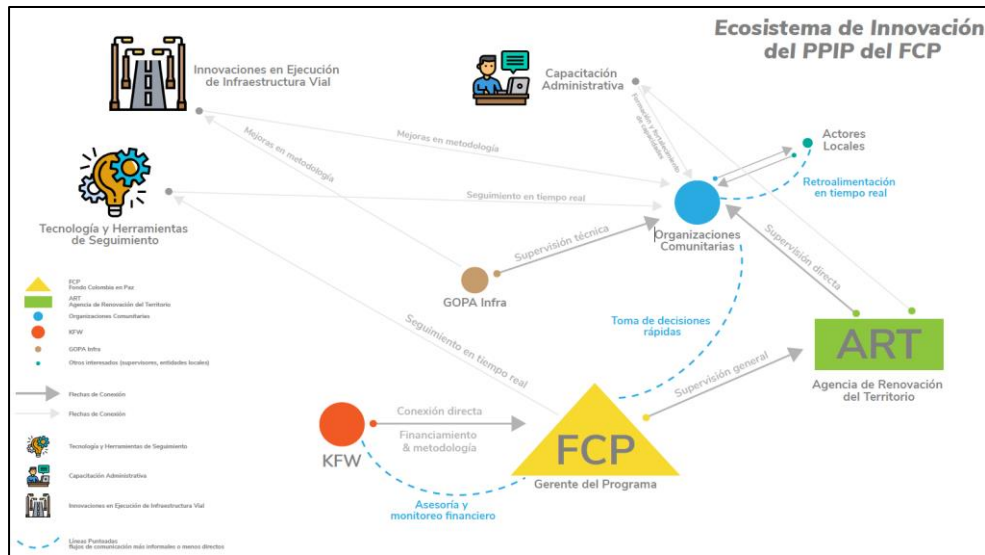 Ecosistema de Innovación
del PPIP del FCP
Innovaciones en Ejecución
de Infraestructura Vial
Capacitación
Administrativa
Formación y fortalecimiento
de capacidades
Actores
Locales
Mejoras en metodología
Mejoras en metodología
Retroalimentación
en tiempo real
Seguimiento en tiempo real
Tecnología y Herramientas
de Seguimiento
Organizaciones
Comunitarias
Supervisión técnica
Supervisión directa
GOPA Infra
Toma de decisiones
rápidas
Seguimiento en tiempo real
Supervisión general
ART
Agencia de Renovación
del Territorio
Conexión directa
Financiamiento
& metodología
KFW
FCP
Gerente del Programa
Asesoría y
monitoreo financiero
FCP
Fondo Colombia en Paz
ART
Agencia de Renovación del Territorio
Organizaciones Comunitarias
KFW
GOPA Infra
Otros interesados (supervisores, entidades locales)
Flechas de Conexión
Flechas de Conexión
Tecnología y Herramientas de Seguimiento
Capacitación Administrativa
Innovaciones en Ejecución de Infraestructura Vial
Líneas Punteadas
flujos de comunicación más informales o menos directos